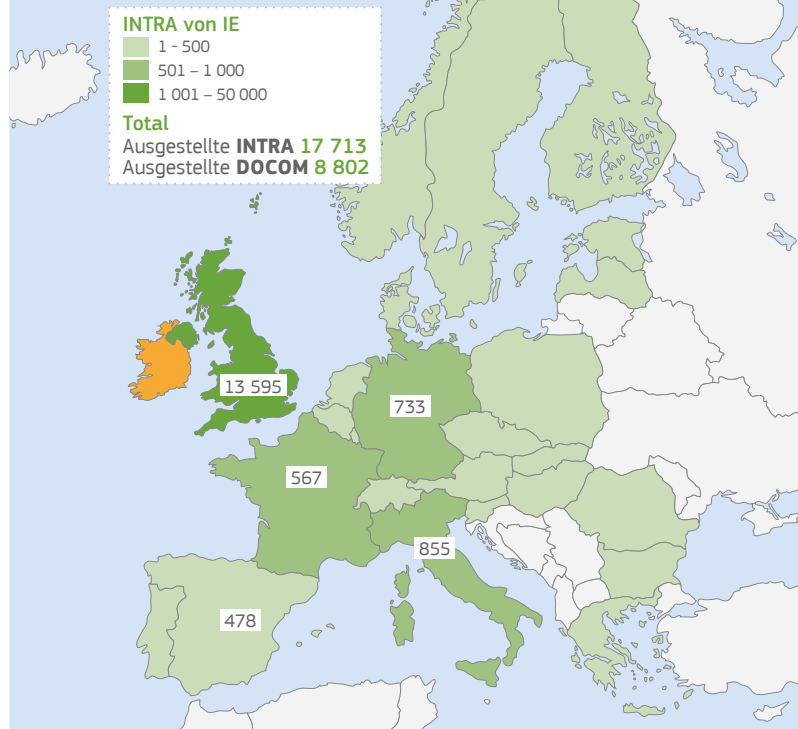 INTRA von IE
1 - 500
501 – 1 000
1 001 – 50 000
Total
Ausgestellte INTRA 17 713
Ausgestellte DOCOM 8 802
13 595
733
567
855
478